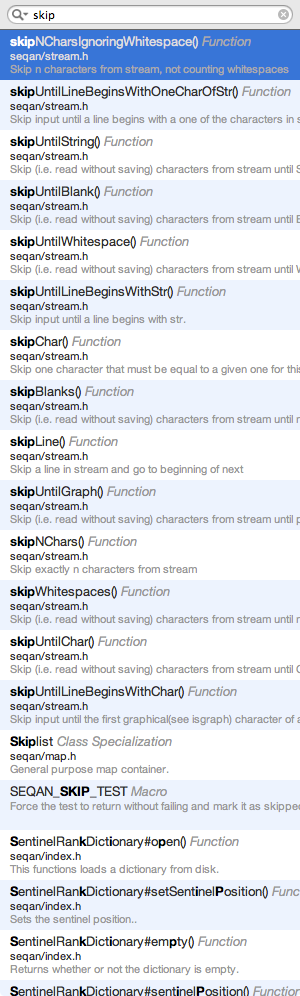 skip
skipNCharsIgnoringWhitespace() Function
seqan/stream.h
Skip n characters from stream, not counting whitespaces
skipUntilLineBeginsWithOneCharOfStr() Function
seqan/stream.h
Skip input until a line begins with a one of the characters in s
skipUntilString() Function
seqan/stream.h
Skip (i.e. read without saving) characters from stream until S
skipUntilBlank() Function
seqan/stream.h
Skip (i.e. read without saving) characters from stream until B
skipUntilWhitespace() Function
seqan/stream.h
Skip (i.e. read without saving) characters from stream until W
skipUntilLineBeginsWithStr() Function
seqan/stream.h
Skip input until a line begins with str.
skipChar() Function
seqan/stream.h
Skip one character that must be equal to a given one for this
skipBlanks() Function
seqan/stream.h
Skip (i.e. read without saving) characters from stream until n
skipLine() Function
seqan/stream.h
Skip a line in stream and go to beginning of next
skipUntilGraph() Function
seqan/stream.h
Skip (i.e. read without saving) characters from stream until p
skipNChars() Function
seqan/stream.h
Skip exactly n characters from stream
skipWhitespaces() Function
seqan/stream.h
Skip (i.e. read without saving) characters from stream until n
skipUntilChar() Function
seqan/stream.h
Skip (i.e. read without saving) characters from stream until C
skipUntilLineBeginsWithChar() Function
seqan/stream.h
Skip input until the first graphical(see isgraph) character of a
Skiplist Class Specialization
seqan/map.h
General purpose map container.
SEQAN_SKIP_TEST Macro
Force the test to return without failing and mark it as skipped
SentinelRankDictionary#open() Function
seqan/index.h
This functions loads a dictionary from disk.
SentinelRankDictionary#setSentinelPosition() Func
seqan/index.h
Sets the sentinel position..
SentinelRankDictionary#empty() Function
seqan/index.h
Returns whether or not the dictionary is empty.
SentinelRankDictionary#sentinelPosition() Function